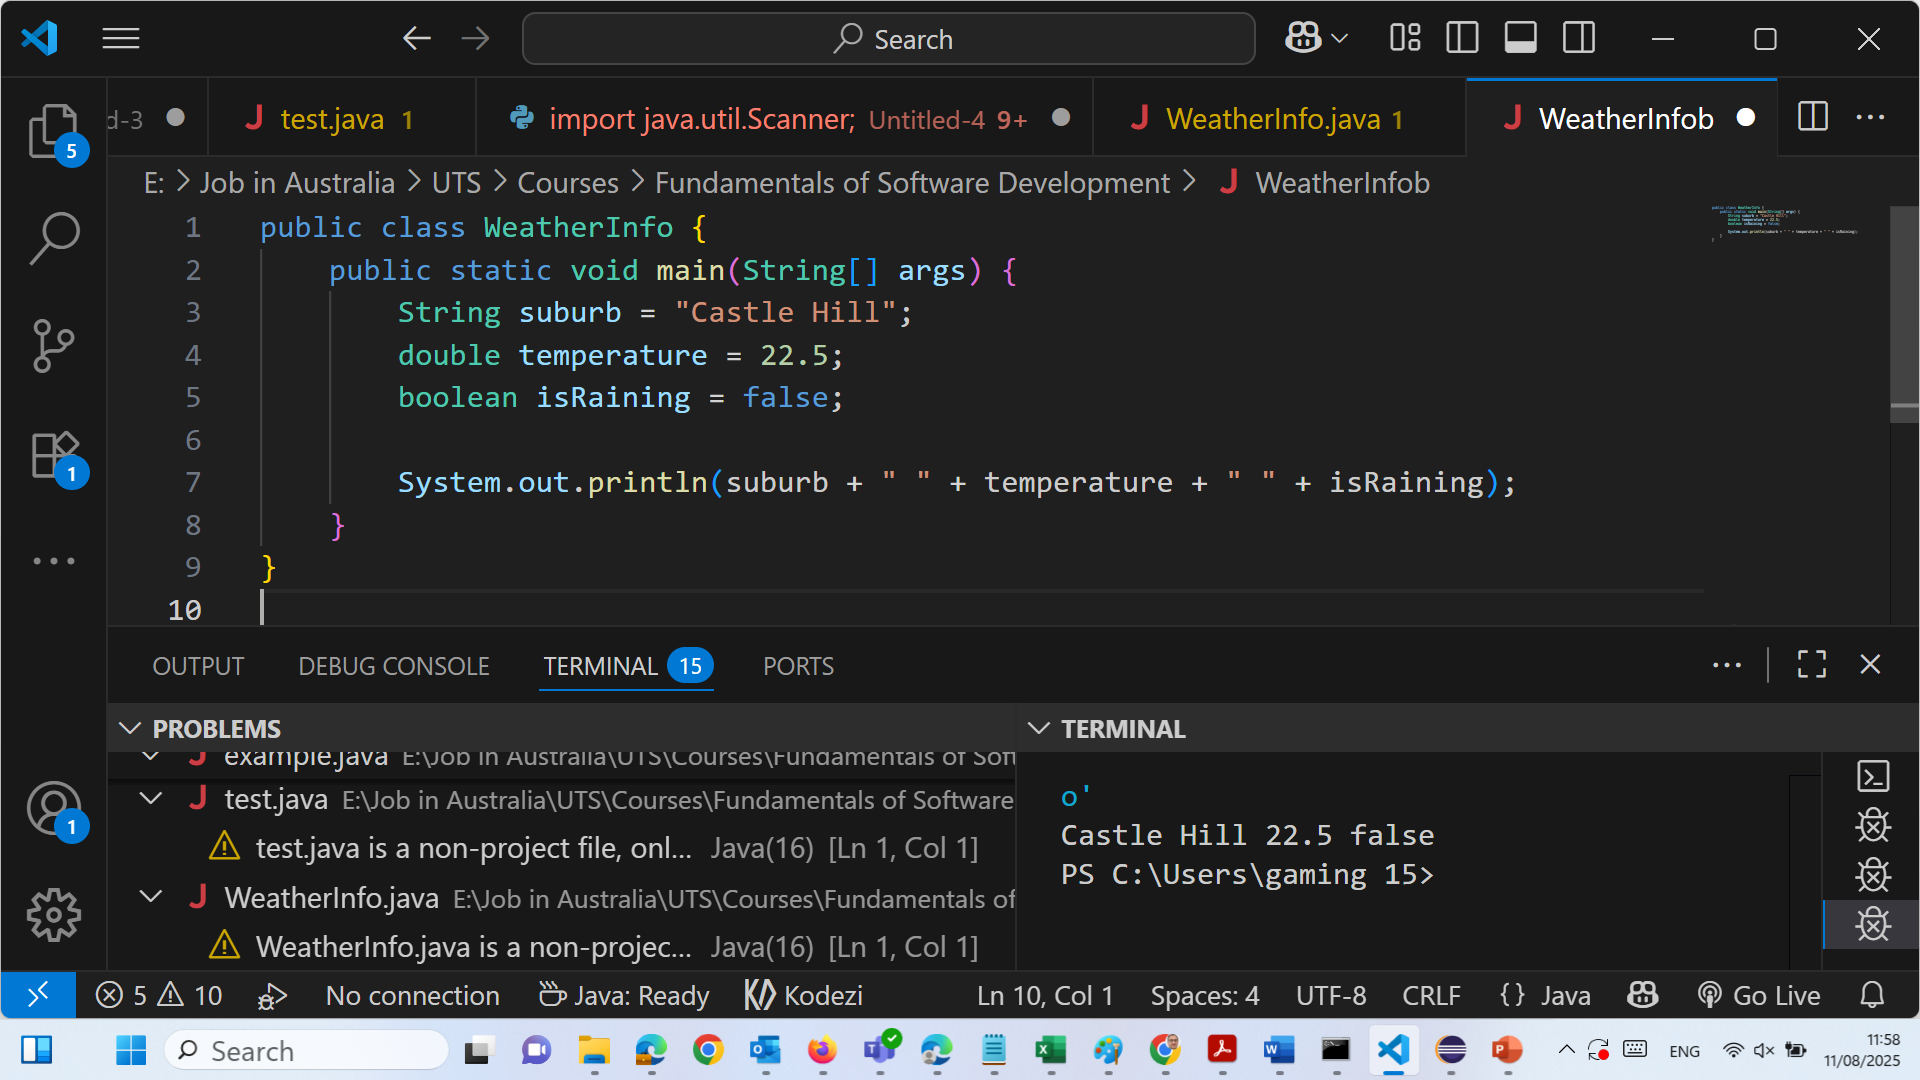 Search
d-3
test.java 1
import java.util.Scanner; Untitled-4 9+
WeatherInfo.java 1
WeatherInfob
E: > Job in Australia > UTS > Courses > Fundamentals of Software Development > WeatherInfob
5
1 public class WeatherInfo {
2 public static void main(String[] args) {
3 String suburb = "Castle Hill";
4 double temperature = 22.5;
5 boolean isRaining = false;
6
7 System.out.println(suburb + " " + temperature + " " + isRaining);
8 }
9 }
10
1
OUTPUT DEBUG CONSOLE TERMINAL 15 PORTS
PROBLEMS
example.java E:\Job in Australia\UTS\Courses\Fundamentals of Soft
test.java E:\Job in Australia\UTS\Courses\Fundamentals of Software
test.java is a non-project file, onl... Java(16) [Ln 1, Col 1]
WeatherInfo.java E:\Job in Australia\UTS\Courses\Fundamentals of
WeatherInfo.java is a non-projec... Java(16) [Ln 1, Col 1]
TERMINAL
o'
Castle Hill 22.5 false
PS C:\Users\gaming 15>
1
5 10 No connection Java: Ready Kodezi Ln 10, Col 1 Spaces: 4 UTF-8 CRLF {} Java Go Live
Search
ENG
11:58
11/08/2025